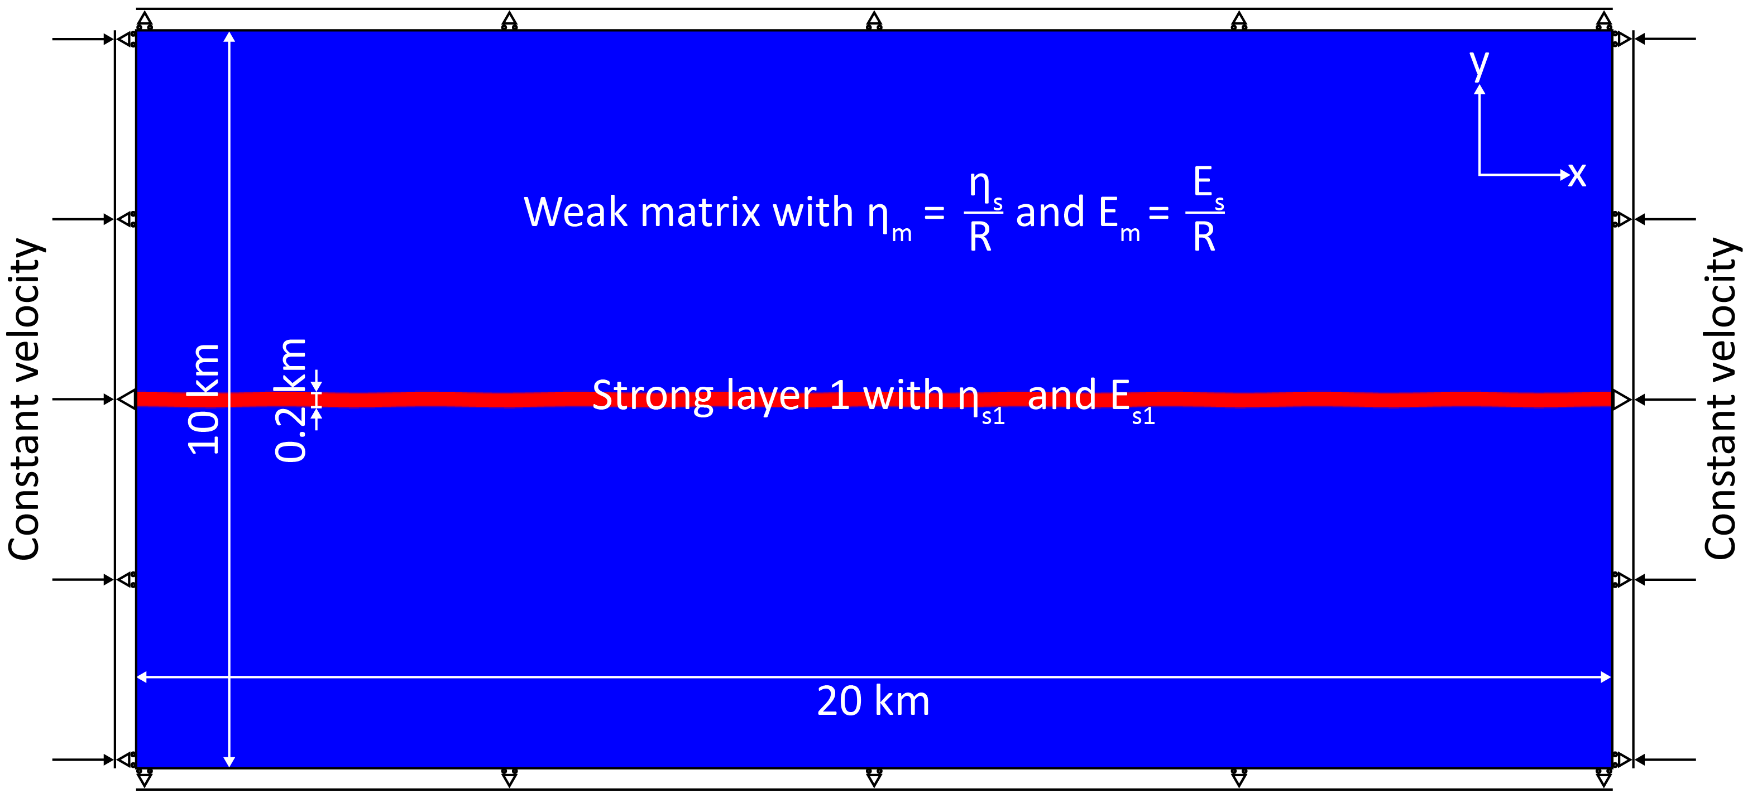 y
x
Weak matrix with ηm = ηs/R and Em = Es/R
Constant velocity
10 km
0.2 km
Strong layer 1 with ηs1 and Es1
Constant velocity
20 km